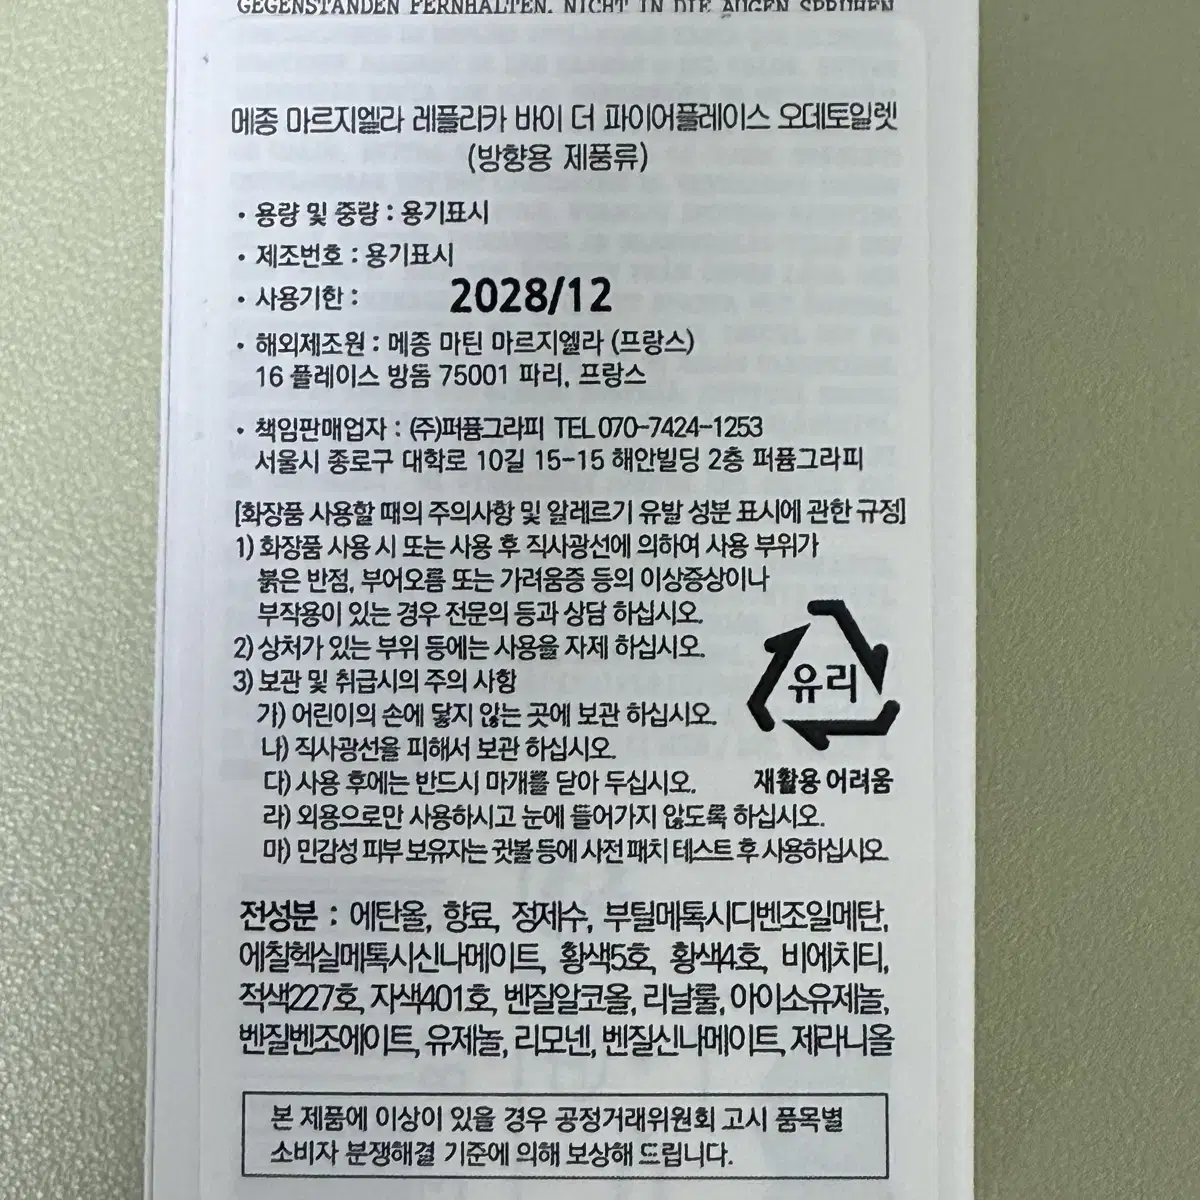 GEGENSTÄNDEN FERNHALTEN. NICHT IN DIE AUGEN SPRÜHEN
메종 마르지엘라 레플리카 바이 더 파이어플레이스 오데토일렛
(방향용 제품류)
• 용량 및 중량 : 용기표시
• 제조번호 : 용기표시
• 사용기한 : 2028/12
• 해외제조원 : 메종 마틴 마르지엘라 (프랑스)
16 플레이스 방돔 75001 파리, 프랑스
• 책임판매업자 : (주)퍼퓸그라피 TEL 070-7424-1253
서울시 종로구 대학로 10길 15-15 해안빌딩 2층 퍼퓸그라피
[화장품 사용할 때의 주의사항 및 알레르기 유발 성분 표시에 관한 규정]
1) 화장품 사용 시 또는 사용 후 직사광선에 의하여 사용 부위가
붉은 반점, 부어오름 또는 가려움증 등의 이상증상이나
부작용이 있는 경우 전문의 등과 상담 하십시오.
2) 상처가 있는 부위 등에는 사용을 자제 하십시오.
3) 보관 및 취급시의 주의 사항
가) 어린이의 손에 닿지 않는 곳에 보관 하십시오.
나) 직사광선을 피해서 보관 하십시오.
다) 사용 후에는 반드시 마개를 닫아 두십시오.
라) 외용으로만 사용하시고 눈에 들어가지 않도록 하십시오.
마) 민감성 피부 보유자는 귓볼 등에 사전 패치 테스트 후 사용하십시오.
유리
재활용 어려움
전성분 : 에탄올, 향료, 정제수, 부틸메톡시디벤조일메탄,
에칠헥실메톡시신나메이트, 황색5호, 황색4호, 비에이치티,
적색227호, 자색401호, 벤질알코올, 리날룰, 아이소유제놀,
벤질벤조에이트, 유제놀, 리모넨, 벤질신나메이트, 제라니올
본 제품에 이상이 있을 경우 공정거래위원회 고시 품목별
소비자 분쟁해결 기준에 의해 보상해 드립니다.